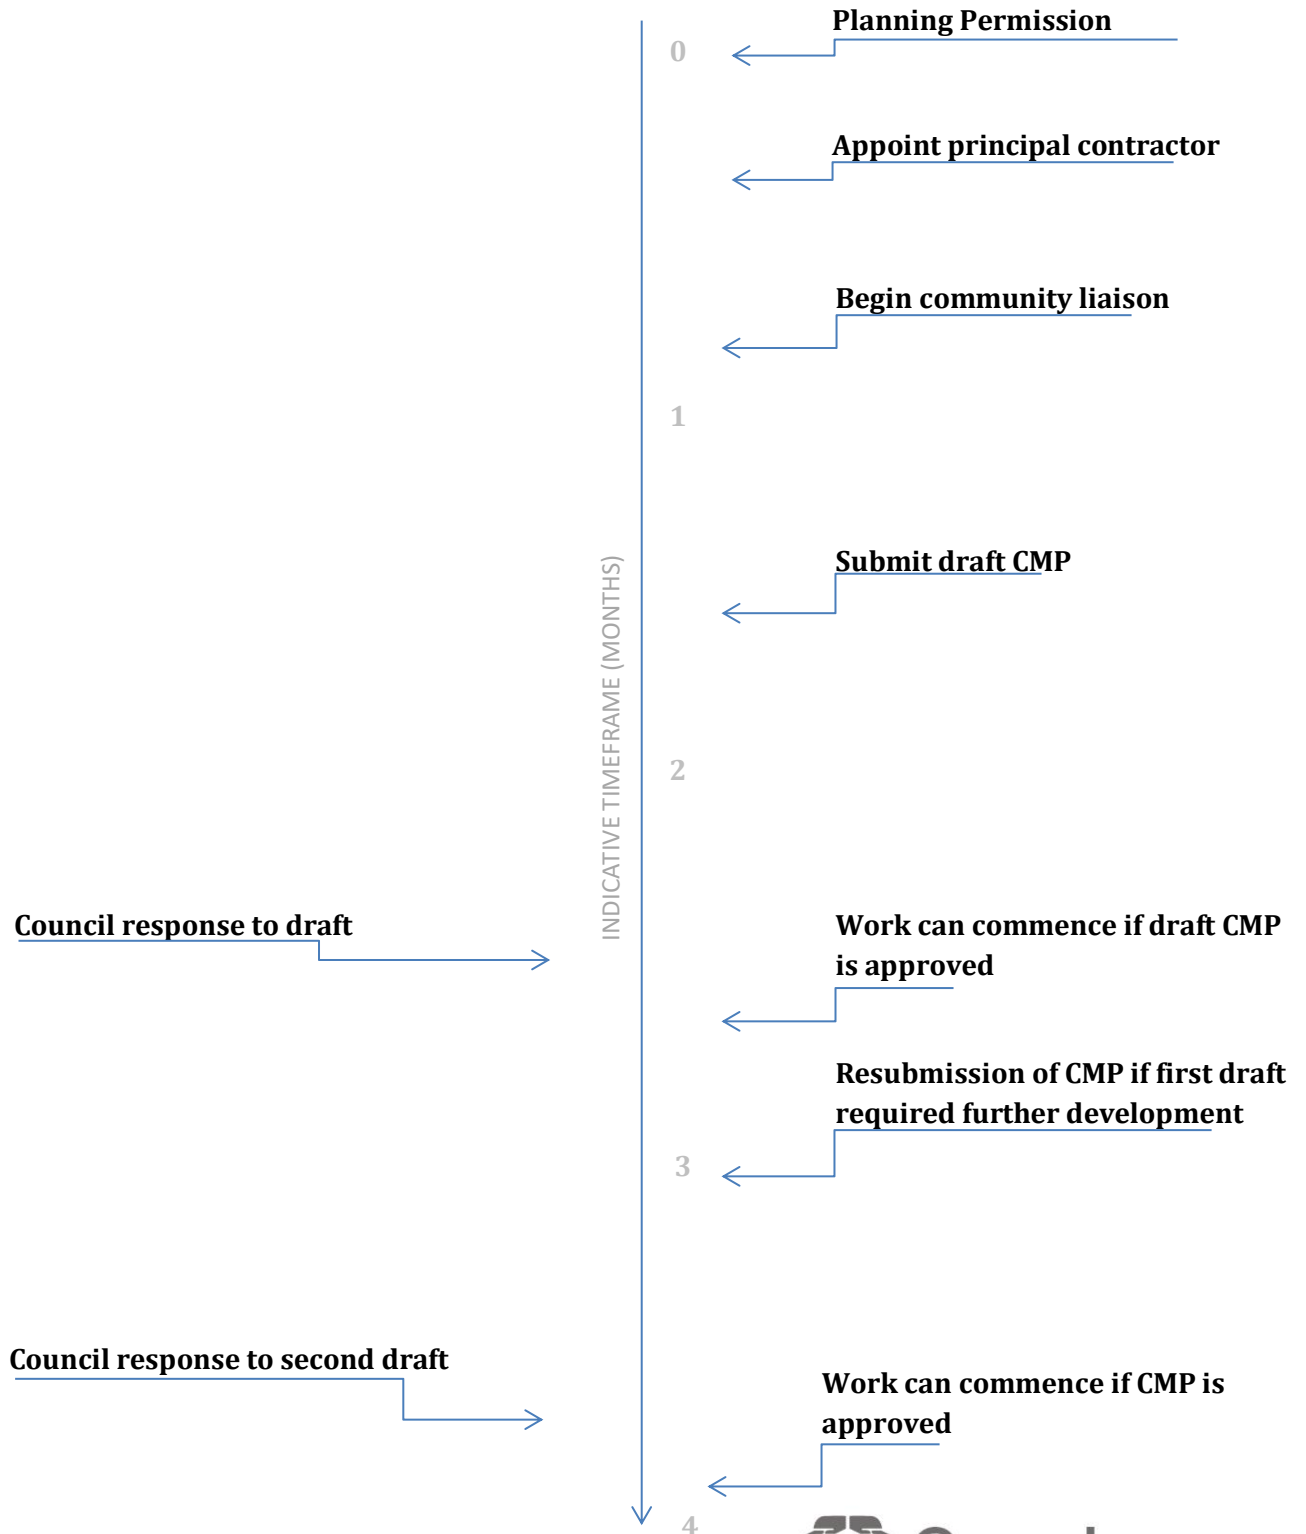 Planning Permission
0
Appoint principal contractor
Begin community liaison
1
Submit draft CMP
INDICATIVE TIMEFRAME (MONTHS)
2
Council response to draft
Work can commence if draft CMP
is approved
Resubmission of CMP if first draft
required further development
3
Council response to second draft
Work can commence if CMP is
approved
4